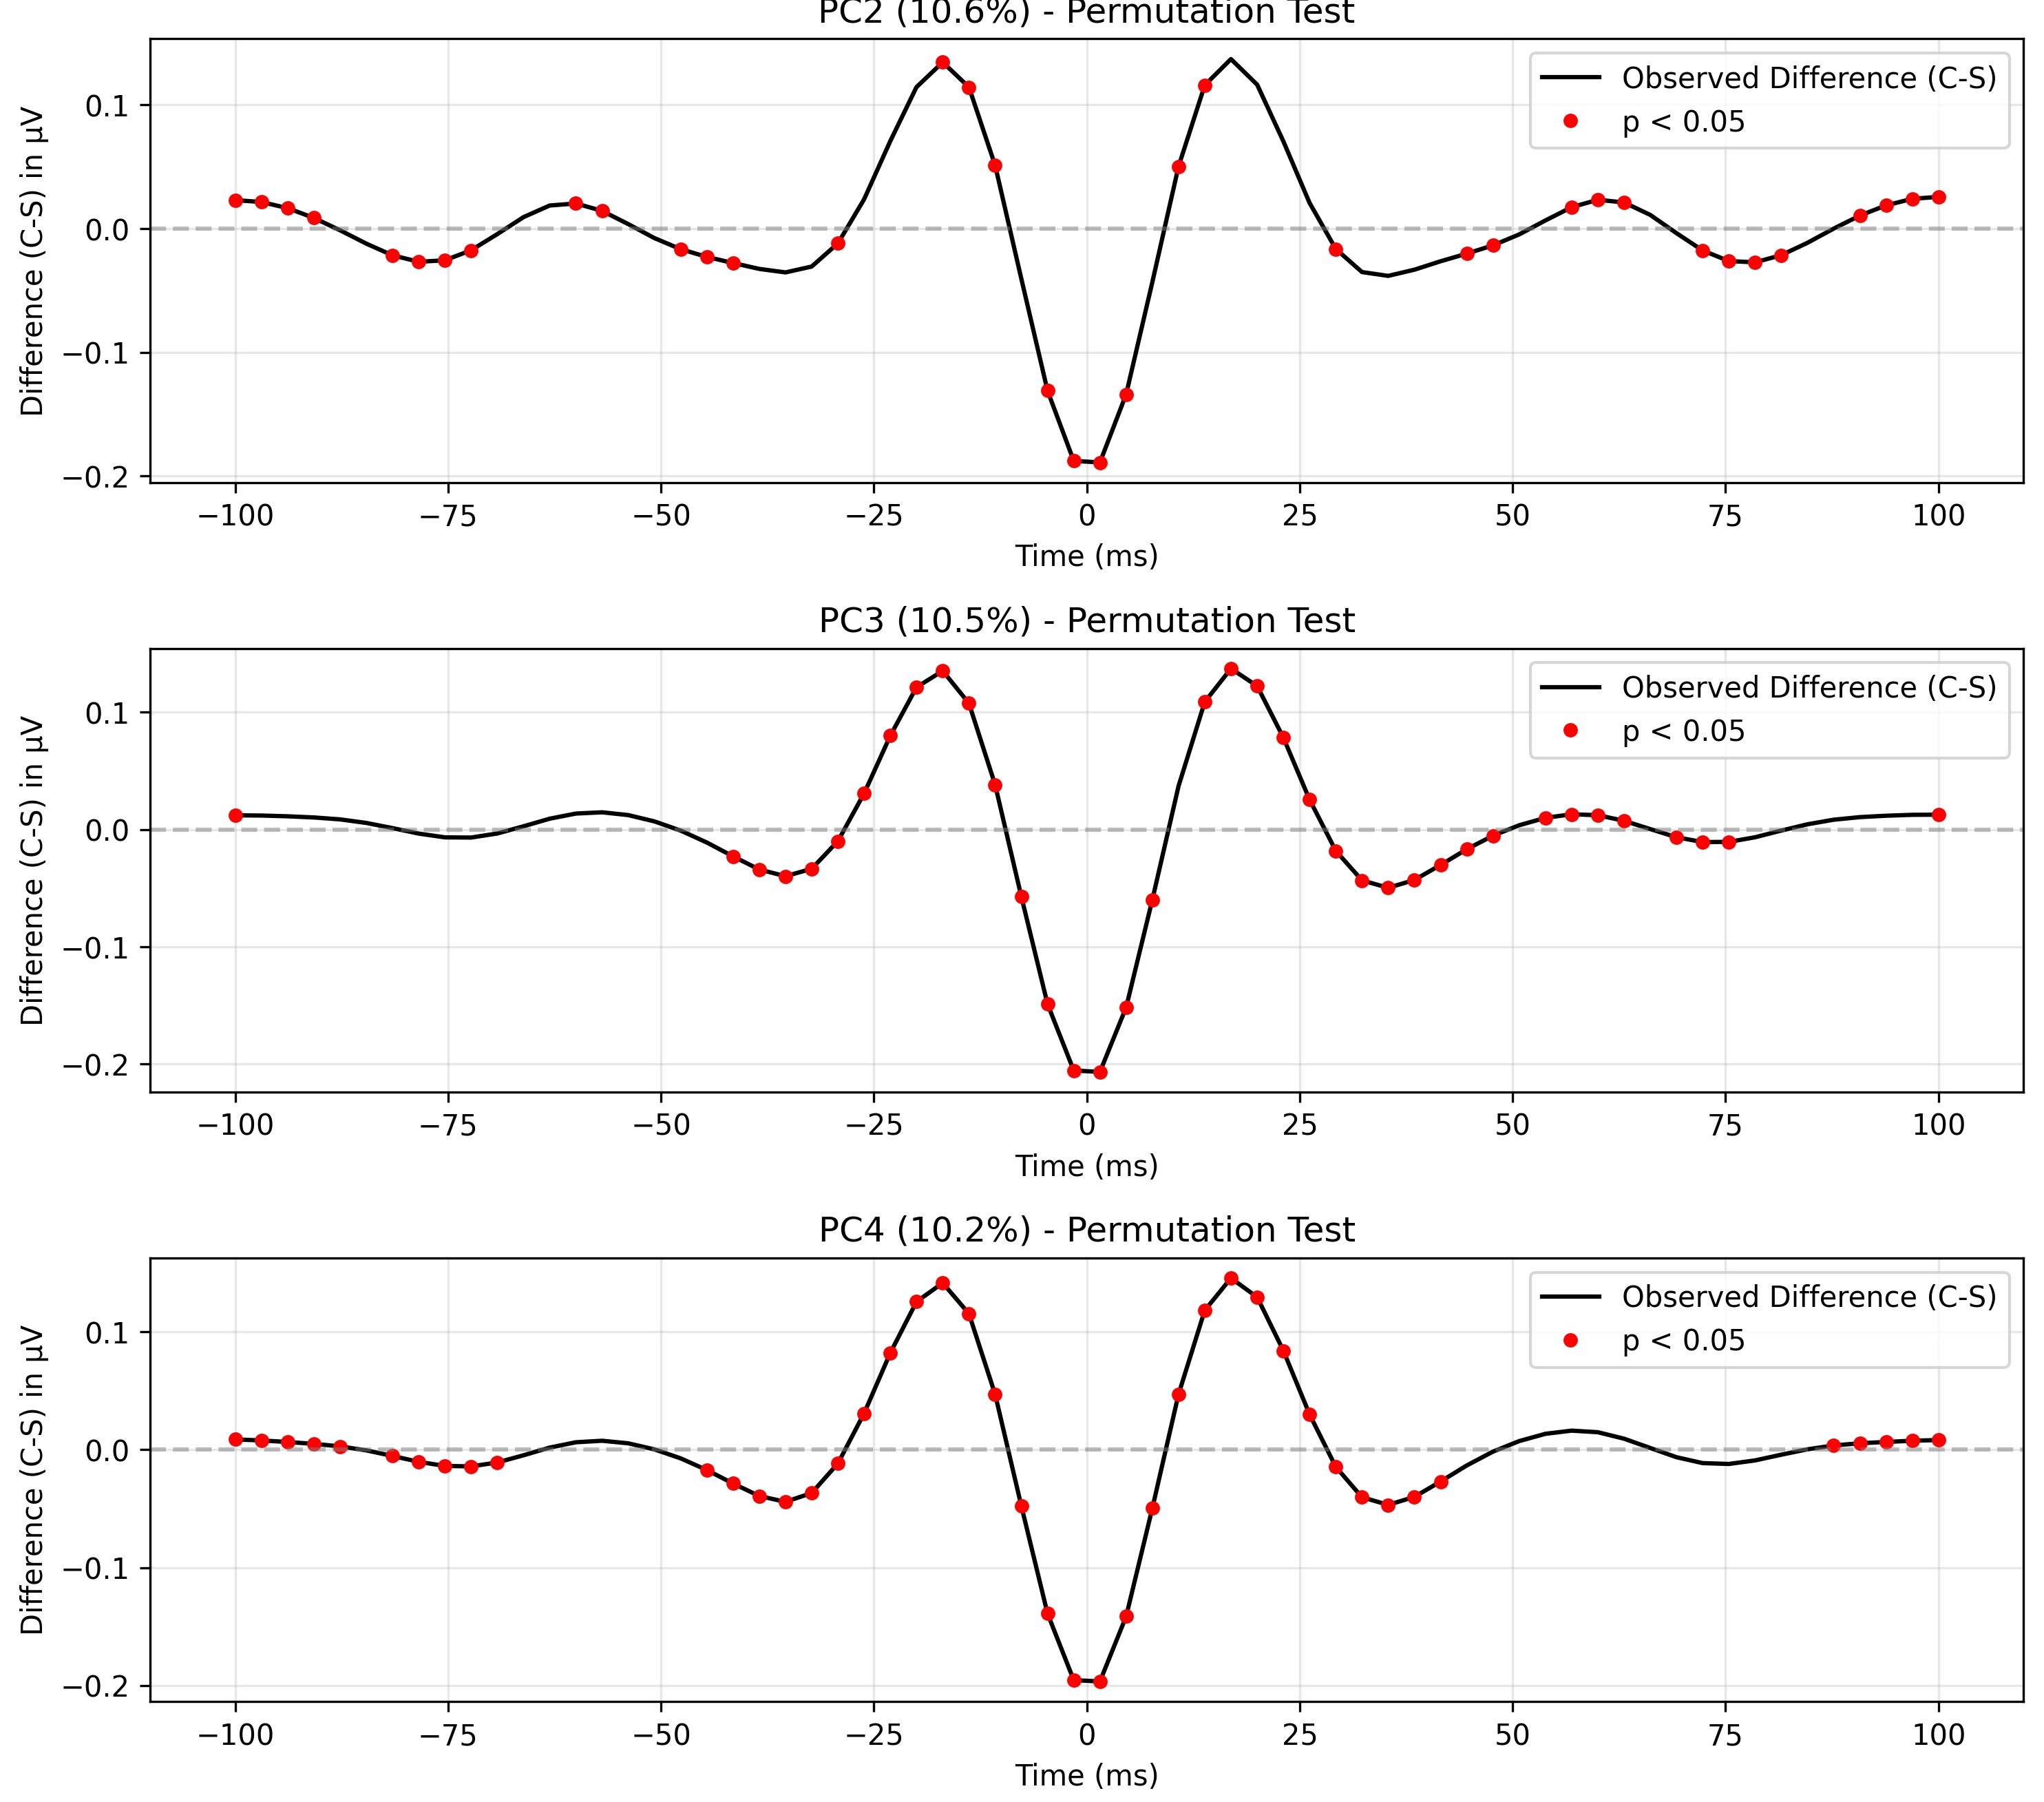 PC2 (10.6%) - Permutation Test
Difference (C-S) in µV
0.1
0.0
−0.1
−0.2
Observed Difference (C-S)
p < 0.05
−100 −75 −50 −25 0 25 50 75 100
Time (ms)
PC3 (10.5%) - Permutation Test
Difference (C-S) in µV
0.1
0.0
−0.1
−0.2
Observed Difference (C-S)
p < 0.05
−100 −75 −50 −25 0 25 50 75 100
Time (ms)
PC4 (10.2%) - Permutation Test
Difference (C-S) in µV
0.1
0.0
−0.1
−0.2
Observed Difference (C-S)
p < 0.05
−100 −75 −50 −25 0 25 50 75 100
Time (ms)